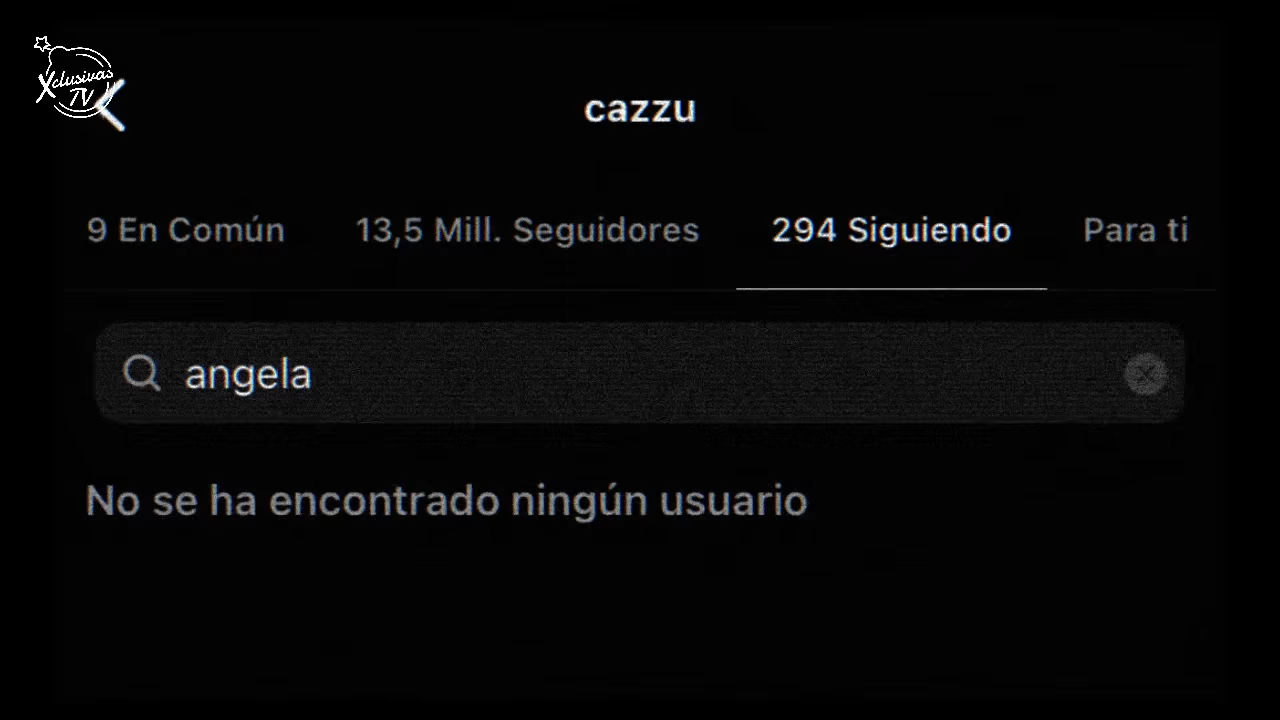 Xclusivas
TV
cazzu
9 En Común 13,5 Mill. Seguidores 294 Siguiendo Para ti
angela
No se ha encontrado ningún usuario